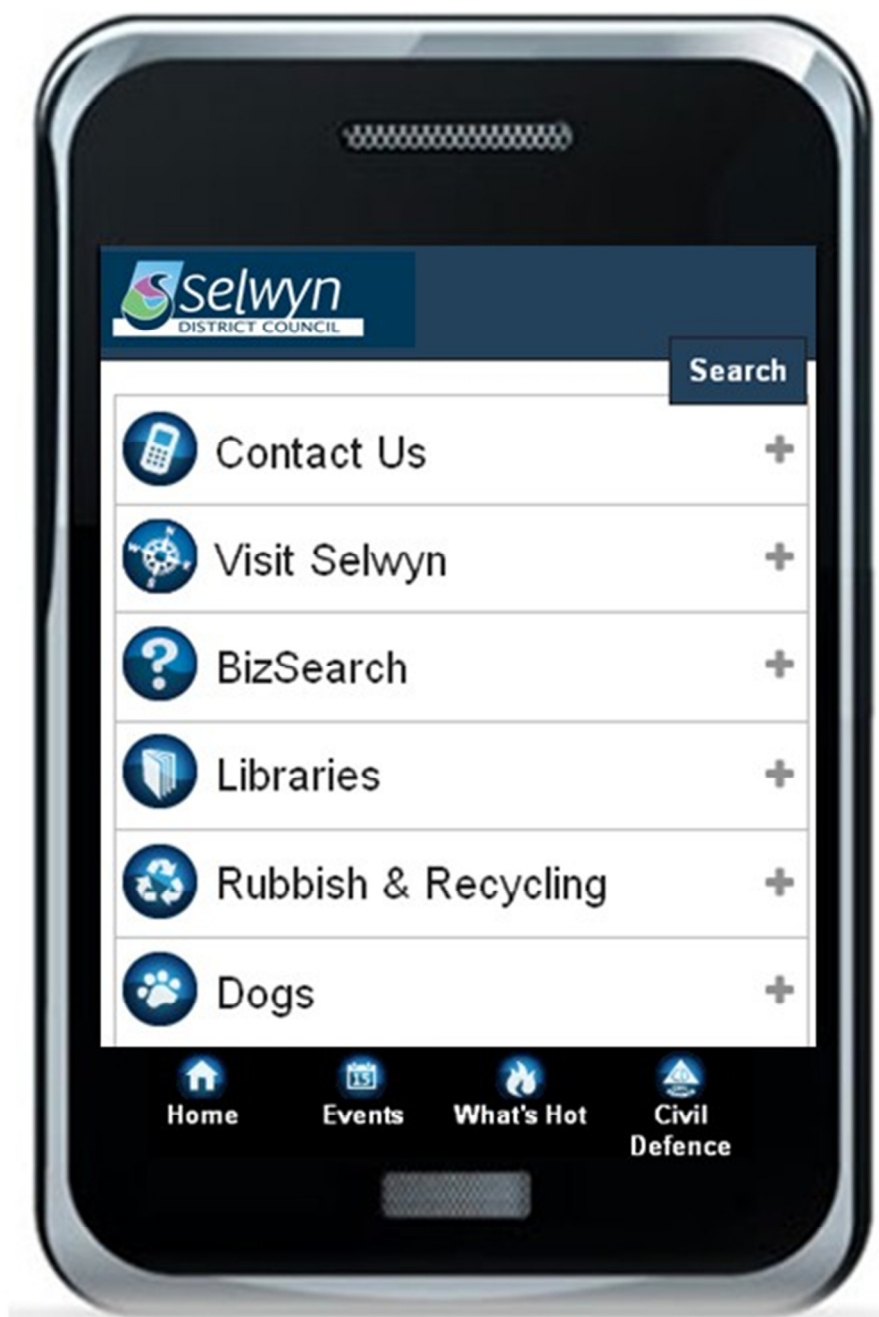 Selwyn
DISTRICT COUNCIL
Search
Contact Us
Visit Selwyn
BizSearch
Libraries
Rubbish & Recycling
Dogs
Home
Events
What's Hot
Civil
Defence